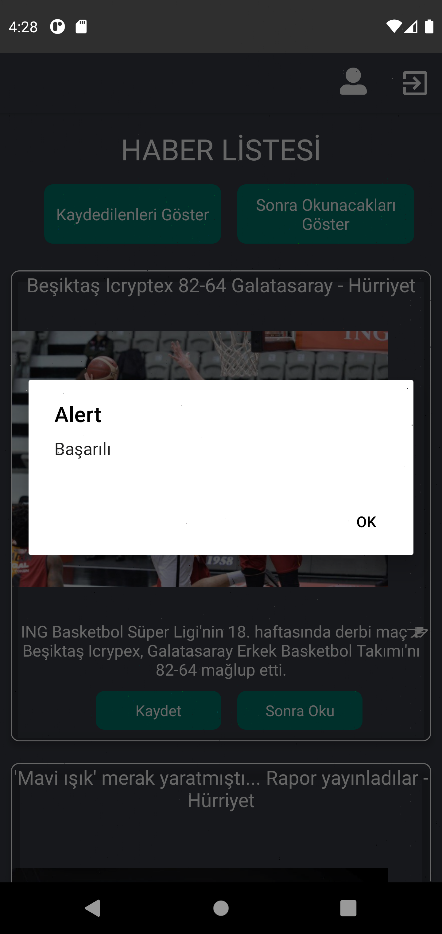 4:28
HABER LİSTESİ
Kaydedilenleri Göster
Sonra Okunacakları
Göster
Beşiktaş Icryptex 82-64 Galatasaray - Hürriyet
ING
Alert
Başarılı
OK
1958
ING Basketbol Süper Ligi'nin 18. haftasında derbi maçta
Beşiktaş Icrypex, Galatasaray Erkek Basketbol Takımı'nı
82-64 mağlup etti.
Kaydet
Sonra Oku
'Mavi ışık' merak yaratmıştı... Rapor yayınladılar -
Hürriyet